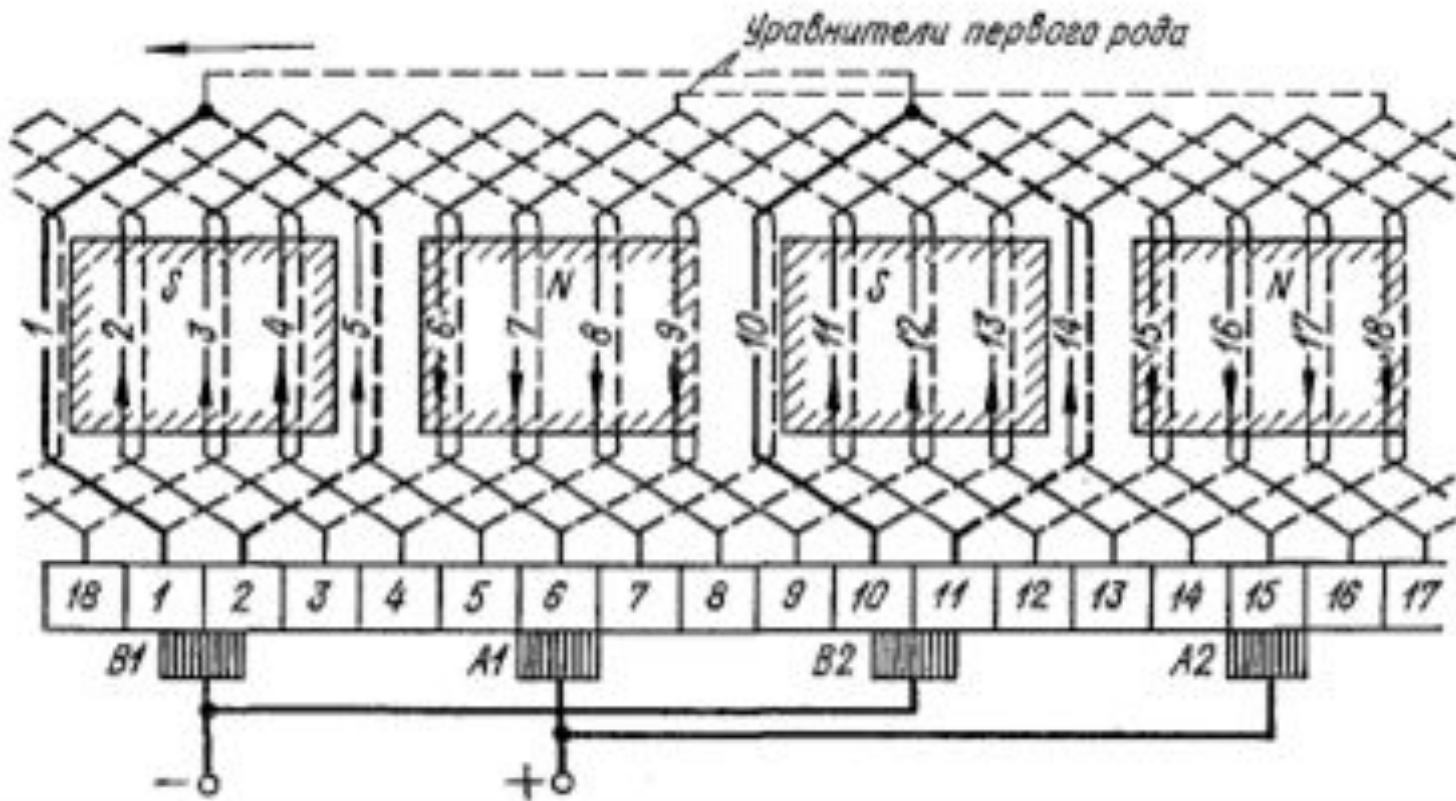 Уравнители первого рода
S N S N
1 2 3 4 5 6 7 8 9 10 11 12 13 14 15 16 17 18
18 1 2 3 4 5 6 7 8 9 10 11 12 13 14 15 16 17
B1 A1 B2 A2
- +